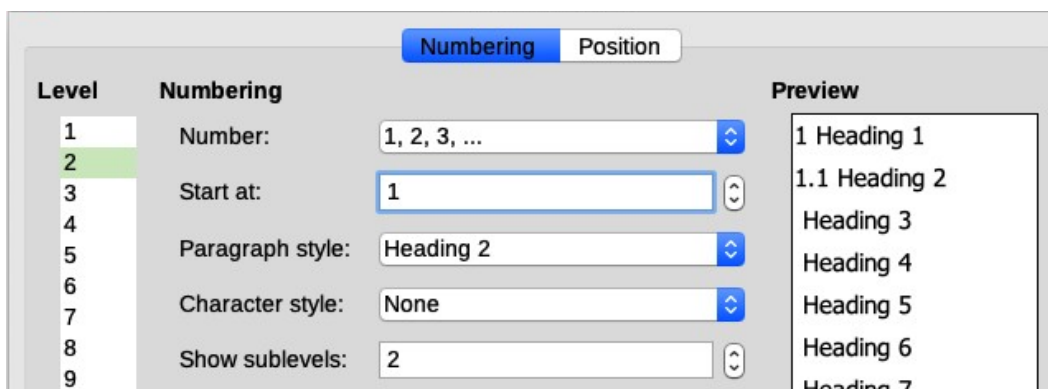 Numbering Position
Level Numbering Preview
1 Number: 1, 2, 3, ... 1 Heading 1
2 1.1 Heading 2
3 Start at: 1 Heading 3
4 Heading 4
5 Paragraph style: Heading 2 Heading 5
6 Heading 6
7 Character style: None Heading 7
8
9 Show sublevels: 2